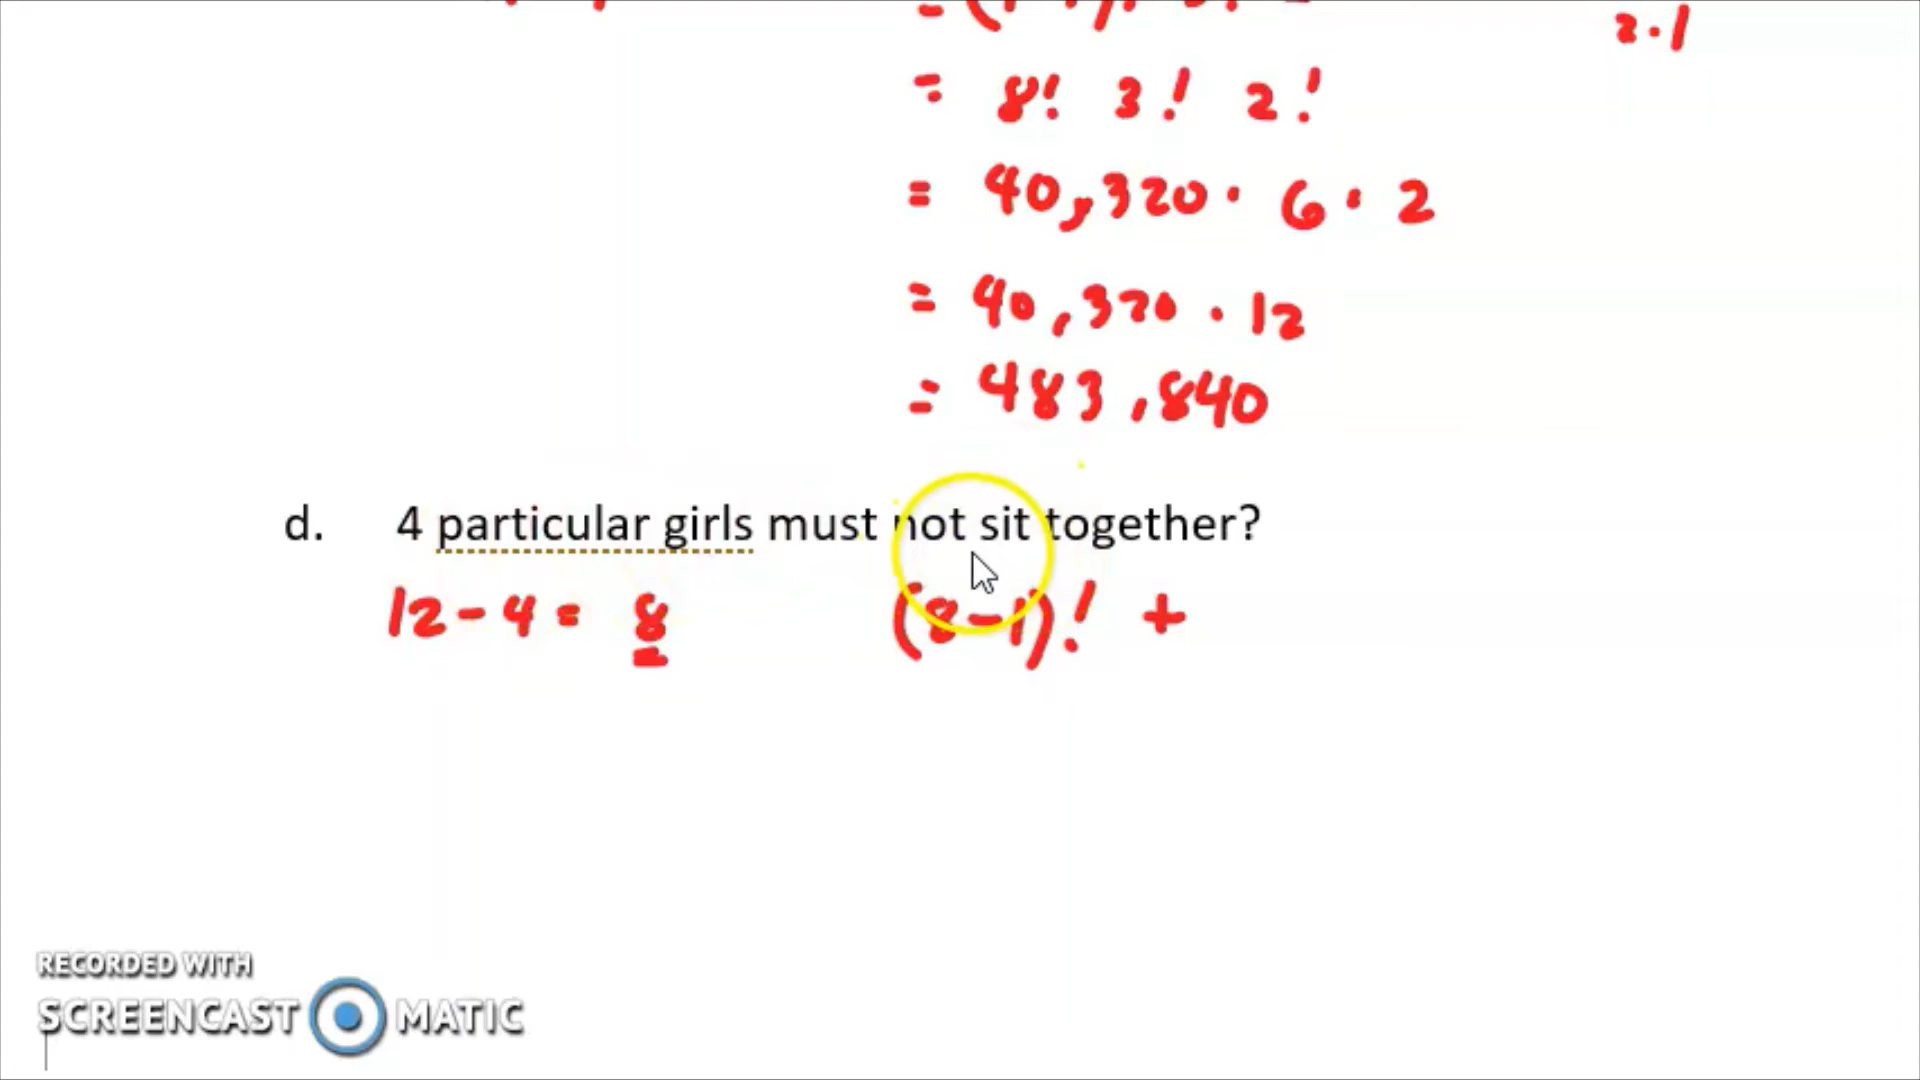 2.1
= 8! 3! 2!
= 40,320 · 6 · 2
= 40,320 · 12
= 483,840
d. 4 particular girls must not sit together?
12 - 4 = 8 (8-1)! +
RECORDED WITH
SCREENCAST MATIC